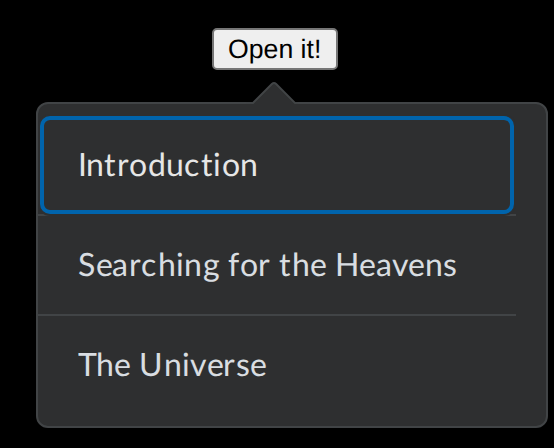 Open it!
Introduction
Searching for the Heavens
The Universe